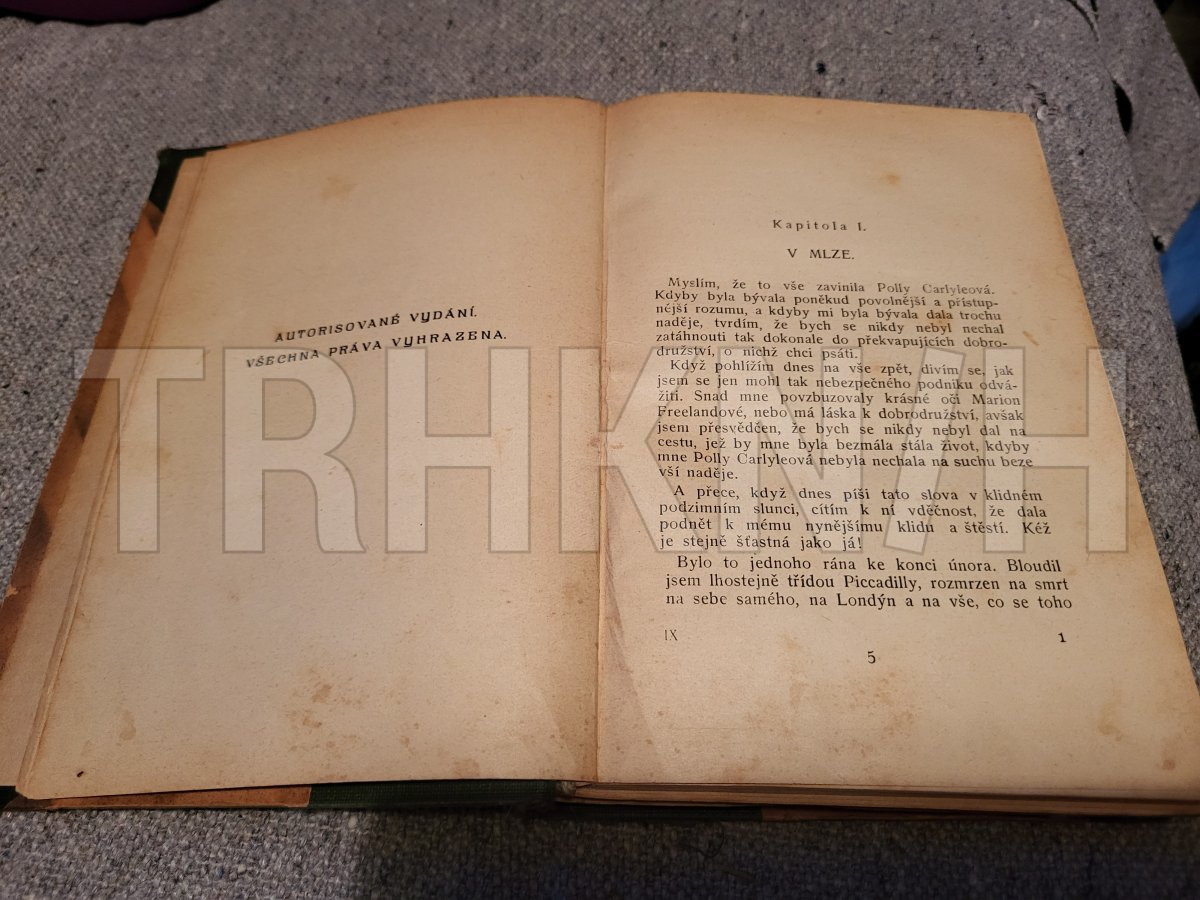 AUTORISOVANÉ VYDÁNÍ.
VŠECHNA PRÁVA VYHRAZENA.
Kapitola I.
V MLZE.
Myslím, že to vše zavinila Polly Carlyleová.
Kdyby byla bývala poněkud povolnější a přístup-
nější rozumu, a kdyby mi byla bývala dala trochu
naděje, tvrdím, že bych se nikdy nebyl nechal
zatáhnouti tak dokonale do překvapujících dobro-
družství, o nichž chci psáti.
Když pohlížím dnes na vše zpět, divím se, jak
jsem se jen mohl tak nebezpečného podniku odvá-
žiti. Snad mne povzbuzovaly krásné oči Marion
Freelandové, nebo má láska k dobrodružství, avšak
jsem přesvědčen, že bych se nikdy nebyl dal na
cestu, jež by mne byla bezmála stála život, kdyby
mne Polly Carlyleová nebyla nechala na suchu beze
vší naděje.
A přece, když dnes píši tato slova v klidném
podzimním slunci, cítím k ní vděčnost, že dala
podnět k mému nynějšímu klidu a štěstí. Kéž
je stejně šťastná jako já!
Bylo to jednoho rána ke konci února. Bloudil
jsem lhostejně třídou Piccadilly, rozmrzen na smrt
na sebe samého, na Londýn a na vše, co se toho
IX 1
5
TRHKNIH